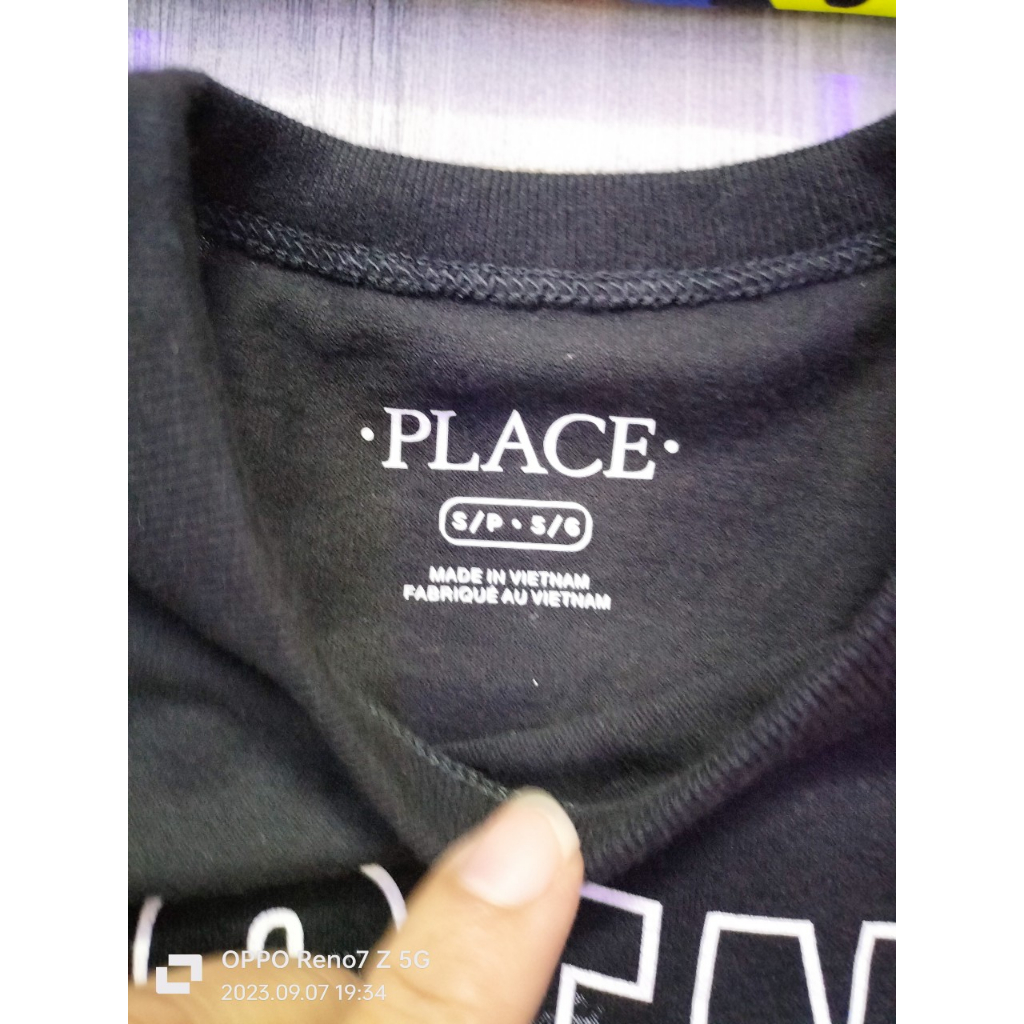 ·PLACE·
S/P • 5/6
MADE IN VIETNAM
FABRIQUÉ AU VIETNAM
OPPO Reno7 Z 5G
2023.09.07 19:34